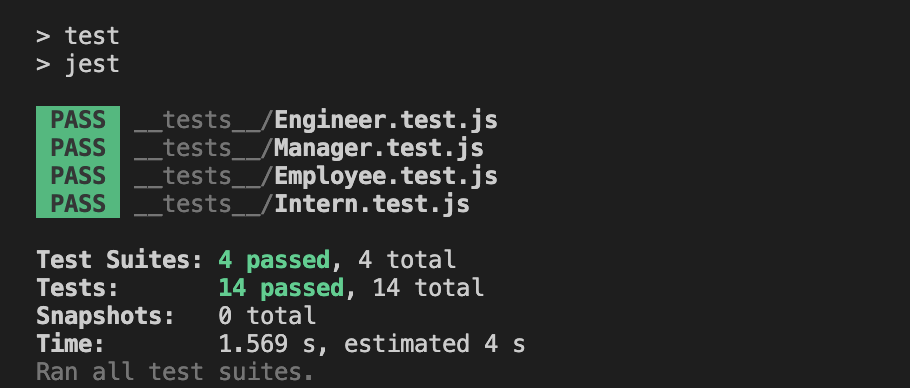 > test
> jest
PASS __tests__/Engineer.test.js
PASS __tests__/Manager.test.js
PASS __tests__/Employee.test.js
PASS __tests__/Intern.test.js
Test Suites: 4 passed, 4 total
Tests: 14 passed, 14 total
Snapshots: 0 total
Time: 1.569 s, estimated 4 s
Ran all test suites.